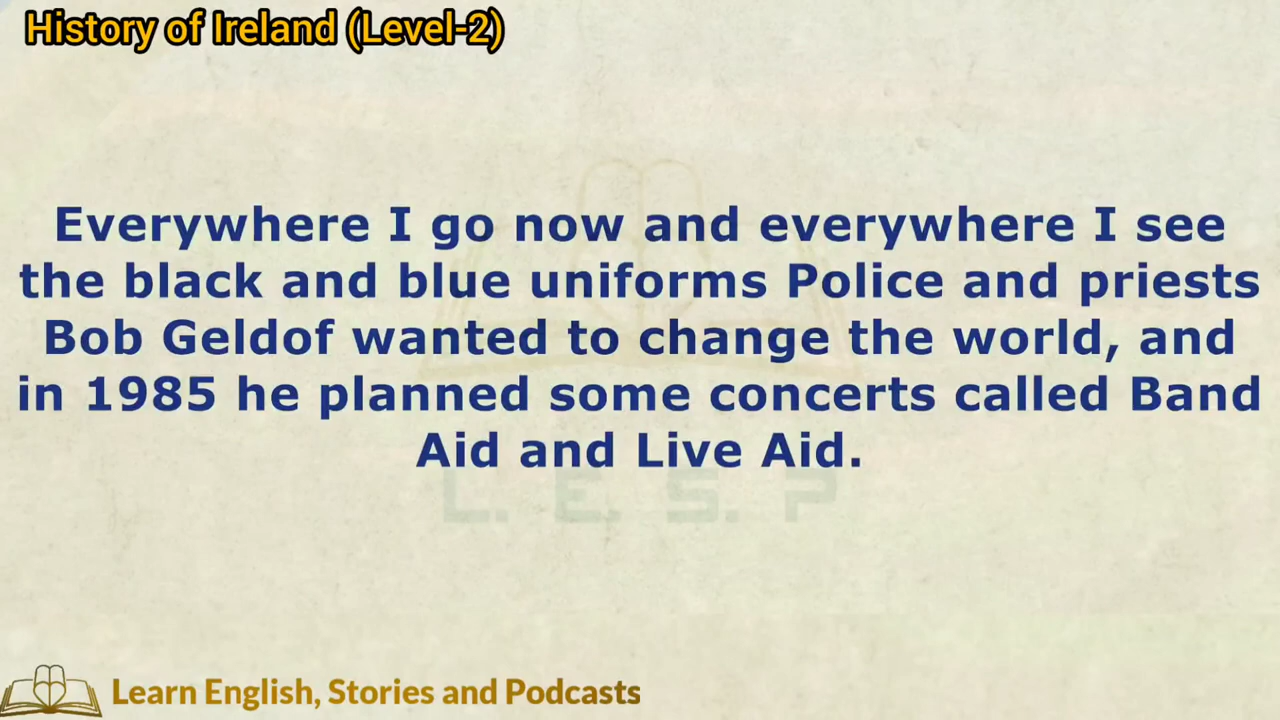 History of Ireland (Level-2)
Everywhere I go now and everywhere I see
the black and blue uniforms Police and priests
Bob Geldof wanted to change the world, and
in 1985 he planned some concerts called Band
Aid and Live Aid.
L. E. S. P
Learn English, Stories and Podcasts